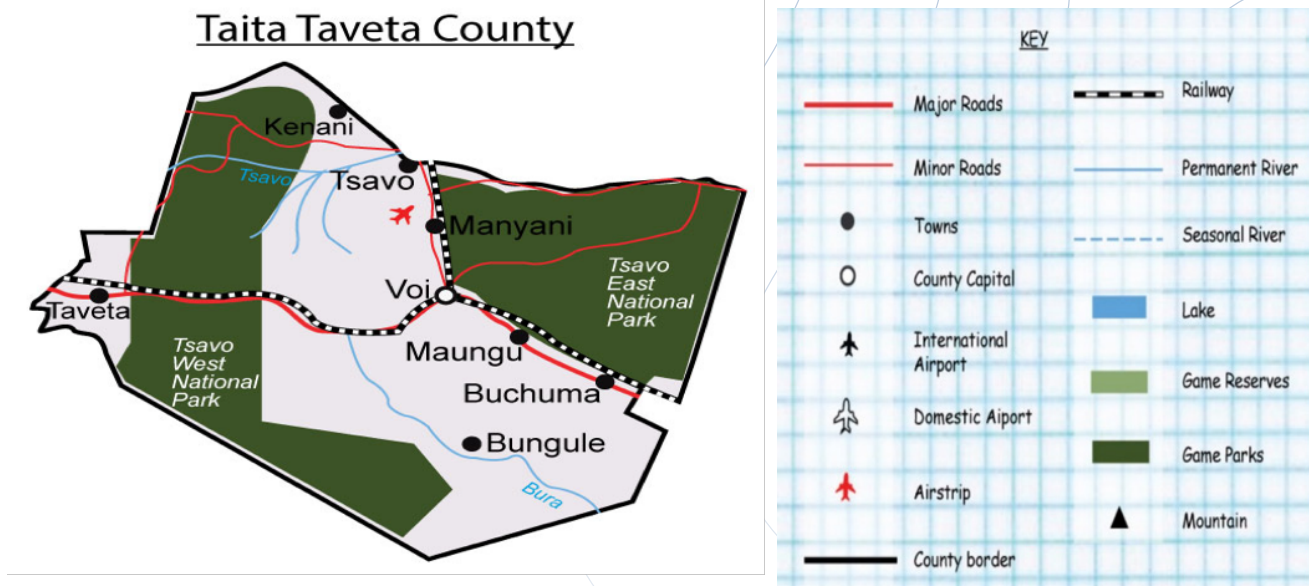 Taita Taveta County
Kenani
Tsavo
Tsavo
Manyani
Voi
Tsavo
East
National
Park
Taveta
Tsavo
West
National
Park
Maungu
Buchuma
Bungule
Bura
KEY
Major Roads
Minor Roads
Towns
County Capital
International
Airport
Domestic Aiport
Airstrip
County border
Railway
Permanent River
Seasonal River
Lake
Game Reserves
Game Parks
Mountain